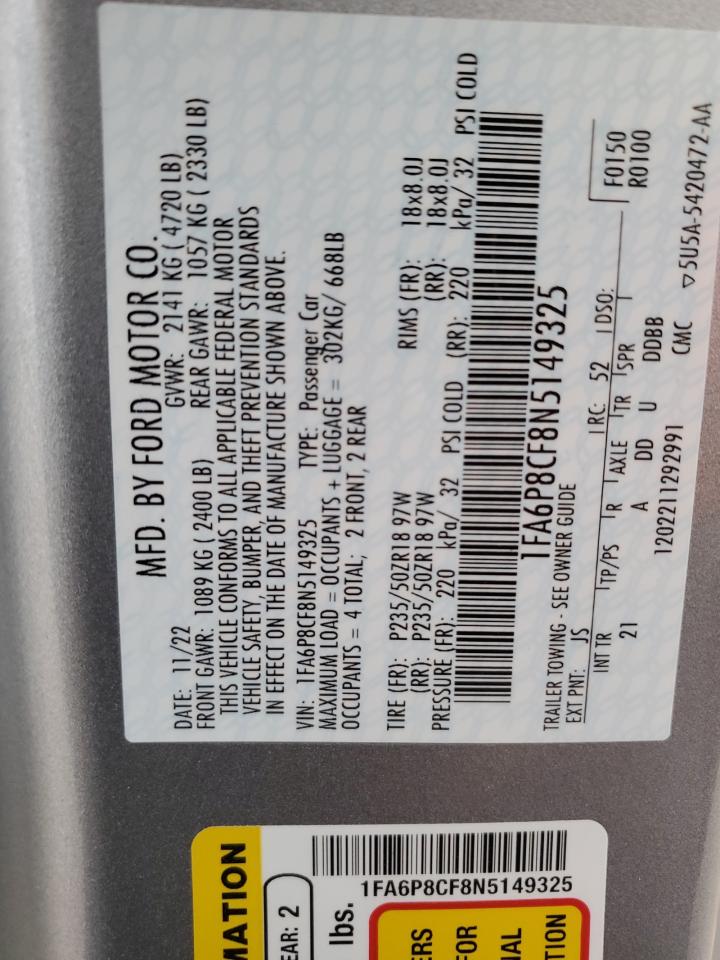 MFD. BY FORD MOTOR CO.
DATE: 11/22 GVWR: 2141 KG ( 4720 LB)
FRONT GAWR: 1089 KG ( 2400 LB) REAR GAWR: 1057 KG ( 2330 LB)
THIS VEHICLE CONFORMS TO ALL APPLICABLE FEDERAL MOTOR
VEHICLE SAFETY, BUMPER, AND THEFT PREVENTION STANDARDS
IN EFFECT ON THE DATE OF MANUFACTURE SHOWN ABOVE.
VIN: 1FA6P8CF8N5149325 TYPE: Passenger Car
MAXIMUM LOAD = OCCUPANTS + LUGGAGE = 302KG/ 668LB
OCCUPANTS = 4 TOTAL; 2 FRONT, 2 REAR
TIRE (FR): P235/50ZR18 97W RIMS (FR): 18x8.0J
(RR): P235/50ZR18 97W (RR): 18x8.0J
PRESSURE (FR): 220 kPa/ 32 PSI COLD (RR): 220 kPa/ 32 PSI COLD
1FA6P8CF8N5149325
TRAILER TOWING - SEE OWNER GUIDE
EXT PNT: JS RC: 52 DSO: F0150
R0100
INT TR TP/PS R AXLE TR SPR
21 A DD U DDBB
1202211292991 CMC
▽5U5A-5420472-AA
MATION
EAR: 2
lbs.
1FA6P8CF8N5149325
ERS
FOR
NAL
TION